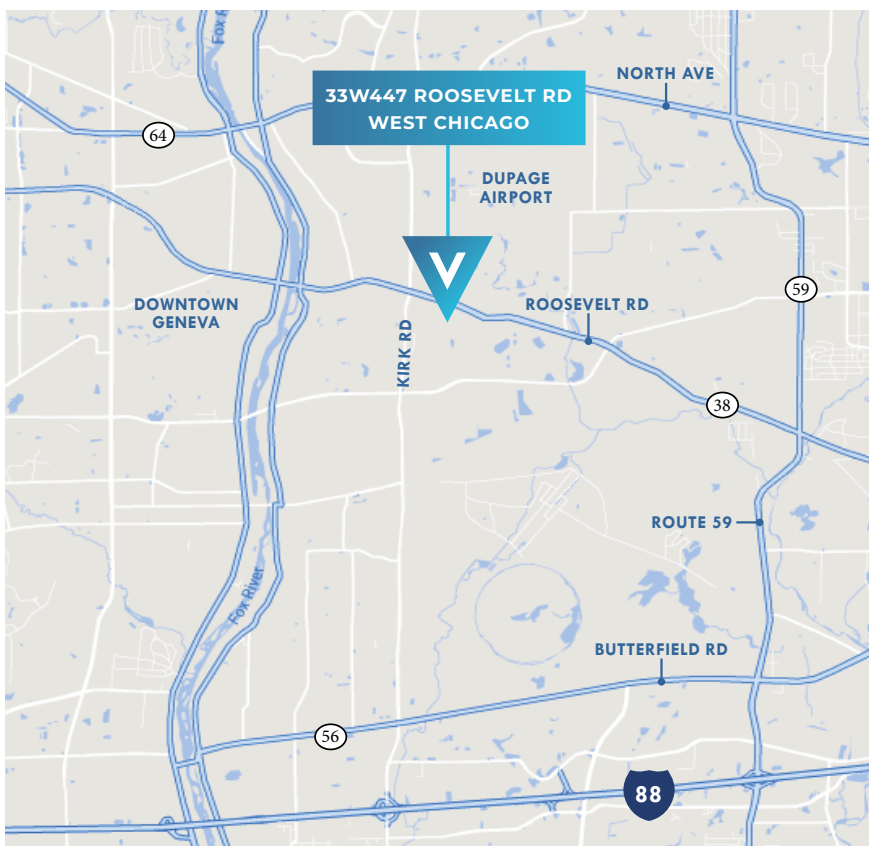 Fox R
NORTH AVE
33W447 ROOSEVELT RD
WEST CHICAGO
64
DUPAGE
AIRPORT
V
59
DOWNTOWN
GENEVA
ROOSEVELT RD
KIRK RD
38
ROUTE 59
Fox River
BUTTERFIELD RD
56
88